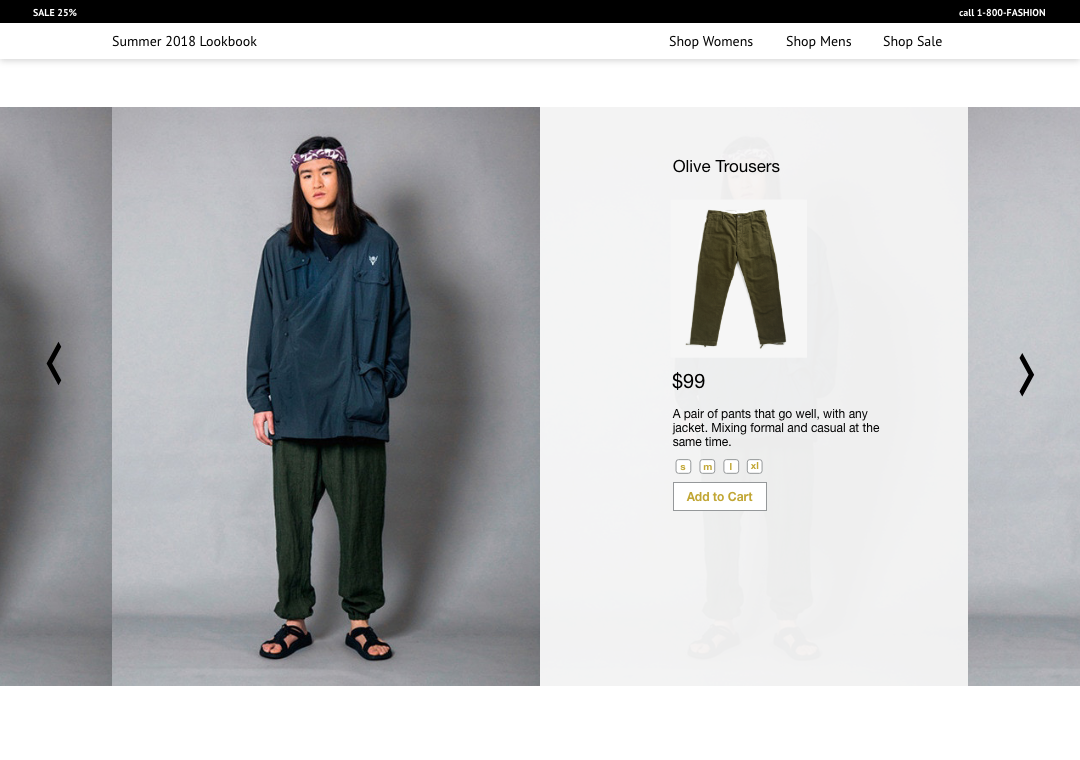 SALE 25%
call 1-800-FASHION
Summer 2018 Lookbook
Shop Womens
Shop Mens
Shop Sale
Olive Trousers
$99
A pair of pants that go well, with any
jacket. Mixing formal and casual at the
same time.
s m l xl
Add to Cart